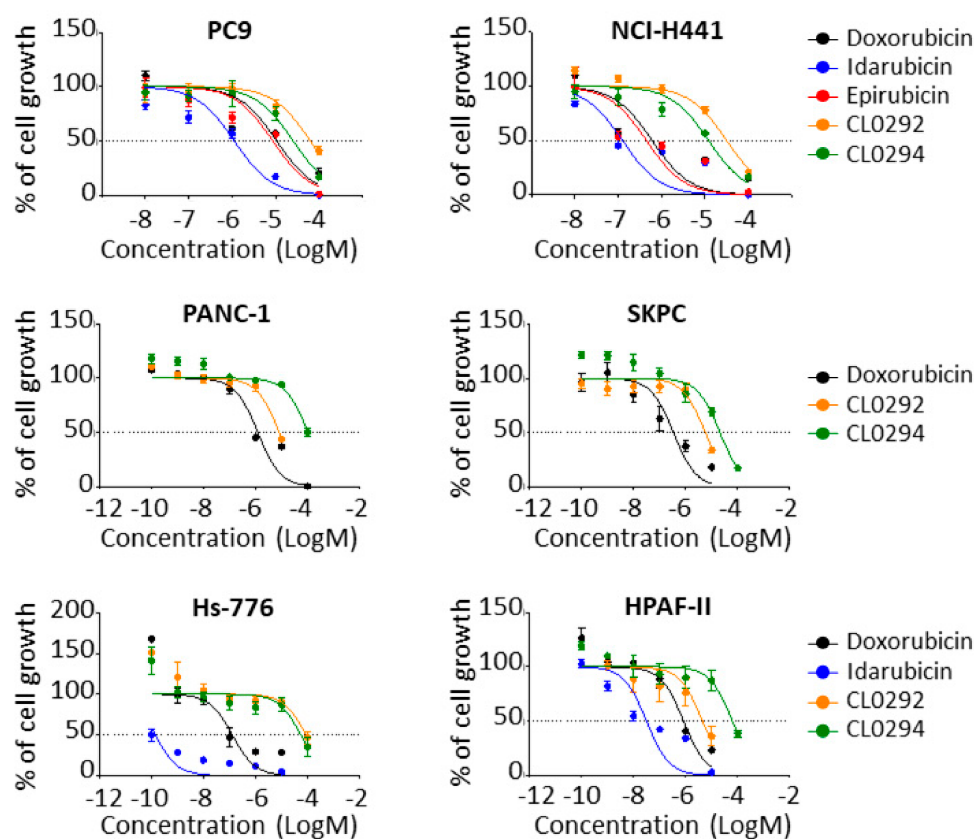 PC9
150
100
50
0
% of cell growth
-8 -7 -6 -5 -4 -3
Concentration (LogM)
NCI-H441
150
100
50
0
% of cell growth
-8 -7 -6 -5 -4
Concentration (LogM)
Doxorubicin
Idarubicin
Epirubicin
CL0292
CL0294
PANC-1
150
100
50
0
% of cell growth
-12 -10 -8 -6 -4 -2
Concentration (LogM)
SKPC
150
100
50
0
% of cell growth
-12 -10 -8 -6 -4 -2
Concentration (LogM)
Doxorubicin
CL0292
CL0294
Hs-776
200
150
100
50
0
% of cell growth
-12 -10 -8 -6 -4 -2
Concentration (LogM)
HPAF-II
150
100
50
0
% of cell growth
-12 -10 -8 -6 -4 -2
Concentration (LogM)
Doxorubicin
Idarubicin
CL0292
CL0294